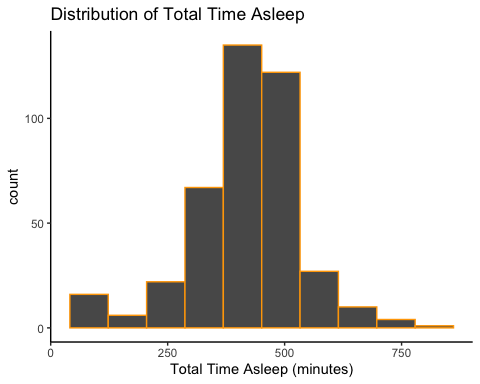 Distribution of Total Time Asleep
count
100
50
0
0 250 500 750
Total Time Asleep (minutes)